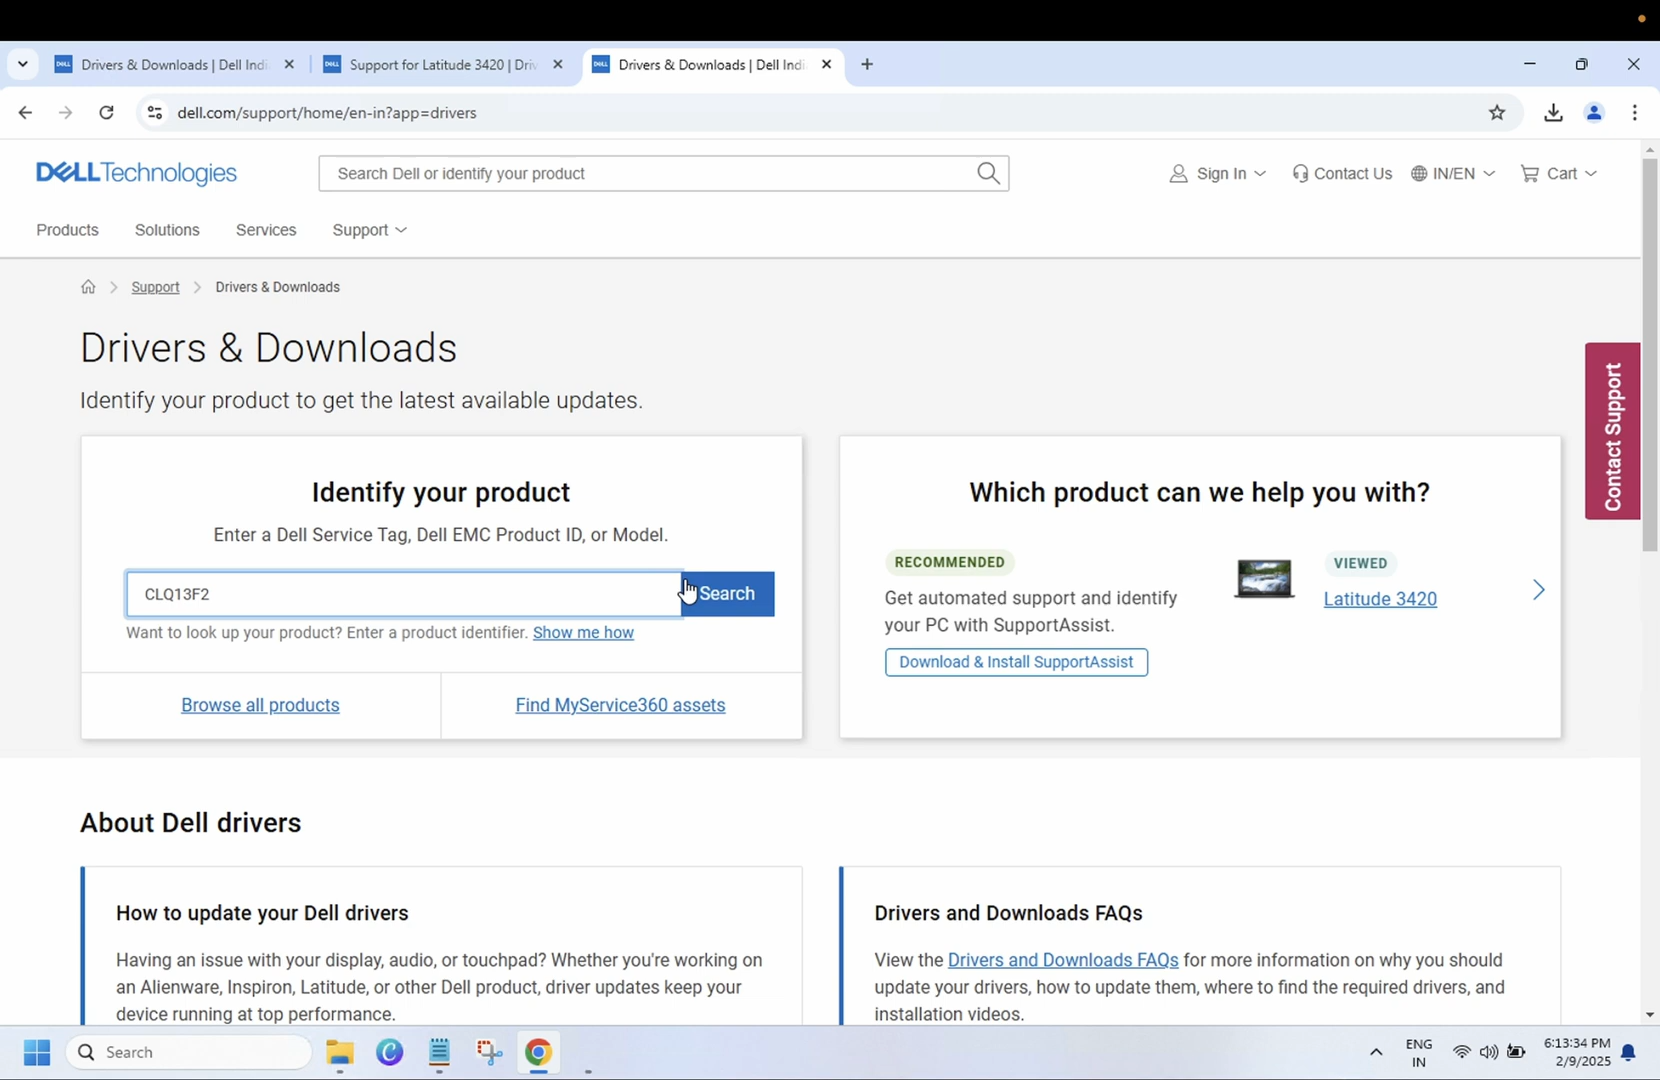 Drivers & Downloads | Dell Indi
Support for Latitude 3420 | Driv
Drivers & Downloads | Dell Indi
dell.com/support/home/en-in?app=drivers
DELLTechnologies
Search Dell or identify your product
Sign In
Contact Us
IN/EN
Cart
Products
Solutions
Services
Support
Support
Drivers & Downloads
Drivers & Downloads
Identify your product to get the latest available updates.
Identify your product
Enter a Dell Service Tag, Dell EMC Product ID, or Model.
CLQ13F2
Search
Want to look up your product? Enter a product identifier. Show me how
Browse all products
Find MyService360 assets
Which product can we help you with?
RECOMMENDED
Get automated support and identify
your PC with SupportAssist.
Download & Install SupportAssist
VIEWED
Latitude 3420
Contact Support
About Dell drivers
How to update your Dell drivers
Having an issue with your display, audio, or touchpad? Whether you're working on
an Alienware, Inspiron, Latitude, or other Dell product, driver updates keep your
device running at top performance.
Drivers and Downloads FAQs
View the Drivers and Downloads FAQs for more information on why you should
update your drivers, how to update them, where to find the required drivers, and
installation videos.
Search
ENG
IN
6:13:34 PM
2/9/2025